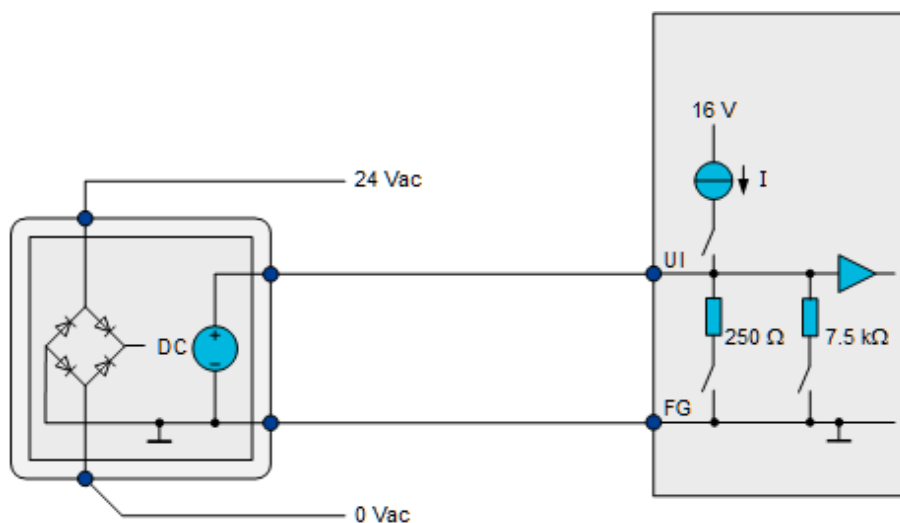 16 V
24 Vac
I
UI
DC
+
−
250 Ω
7.5 kΩ
FG
0 Vac